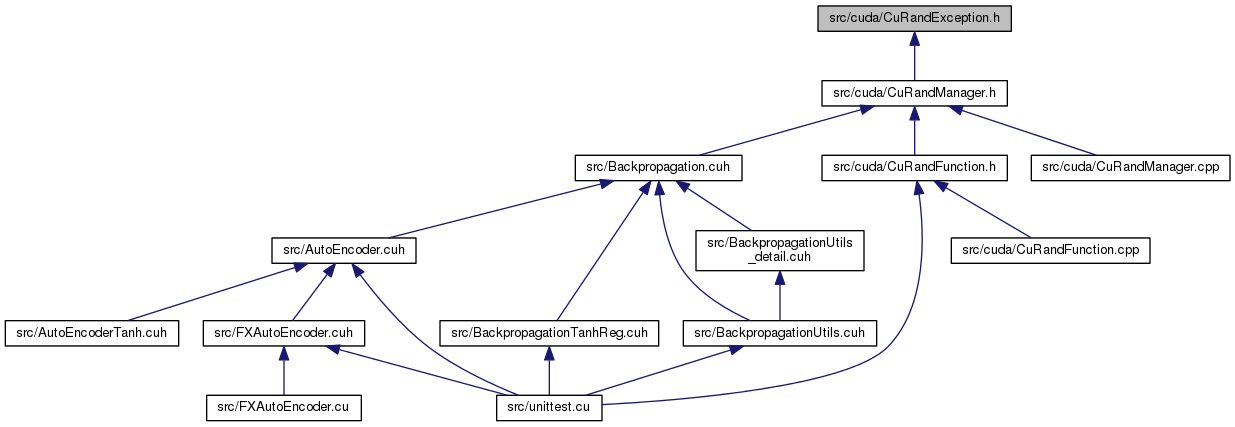 src/cuda/CuRandException.h
src/cuda/CuRandManager.h
src/Backpropagation.cuh
src/cuda/CuRandFunction.h
src/cuda/CuRandManager.cpp
src/AutoEncoder.cuh
src/BackpropagationUtils
_detail.cuh
src/cuda/CuRandFunction.cpp
src/AutoEncoderTanh.cuh
src/FXAutoEncoder.cuh
src/BackpropagationTanhReg.cuh
src/BackpropagationUtils.cuh
src/FXAutoEncoder.cu
src/unittest.cu